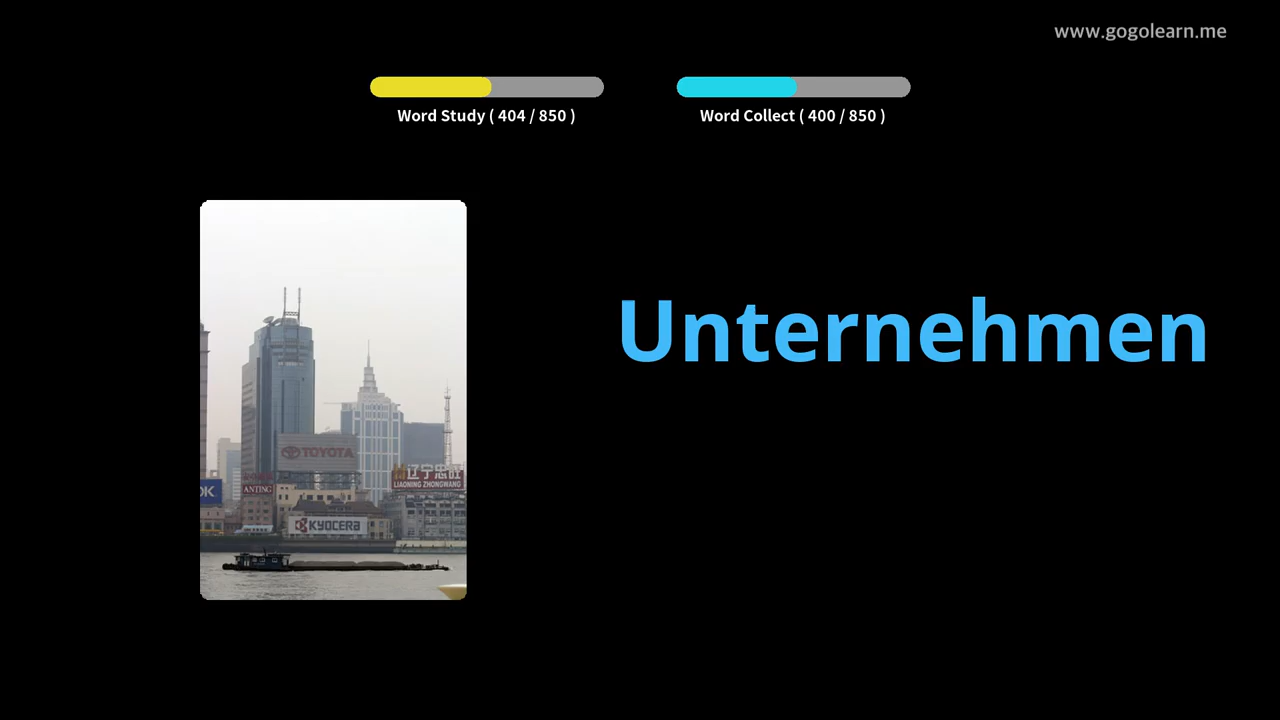 www.gogolearn.me
Word Study ( 404 / 850 )
Word Collect ( 400 / 850 )
Unternehmen
TOYOTA
辽宁忠旺
LIAONING ZHONGWANG
OK
ANTING
KYOCERA